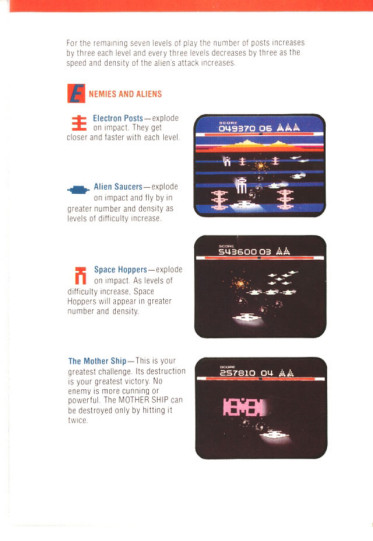 For the remaining seven levels of play the number of posts increases
by three each level and every three levels decreases by three as the
speed and density of the alien's attack increases.
ENEMIES AND ALIENS
Electron Posts—explode
on impact. They get
closer and faster with each level.
SCORE
049370 06
Alien Saucers—explode
on impact and fly by in
greater number and density as
levels of difficulty increase.
SCORE
543600 03
Space Hoppers—explode
on impact. As levels of
difficulty increase, Space
Hoppers will appear in greater
number and density.
The Mother Ship—This is your
greatest challenge. Its destruction
is your greatest victory. No
enemy is more cunning or
powerful. The MOTHER SHIP can
be destroyed only by hitting it
twice.
SCORE
257810 04